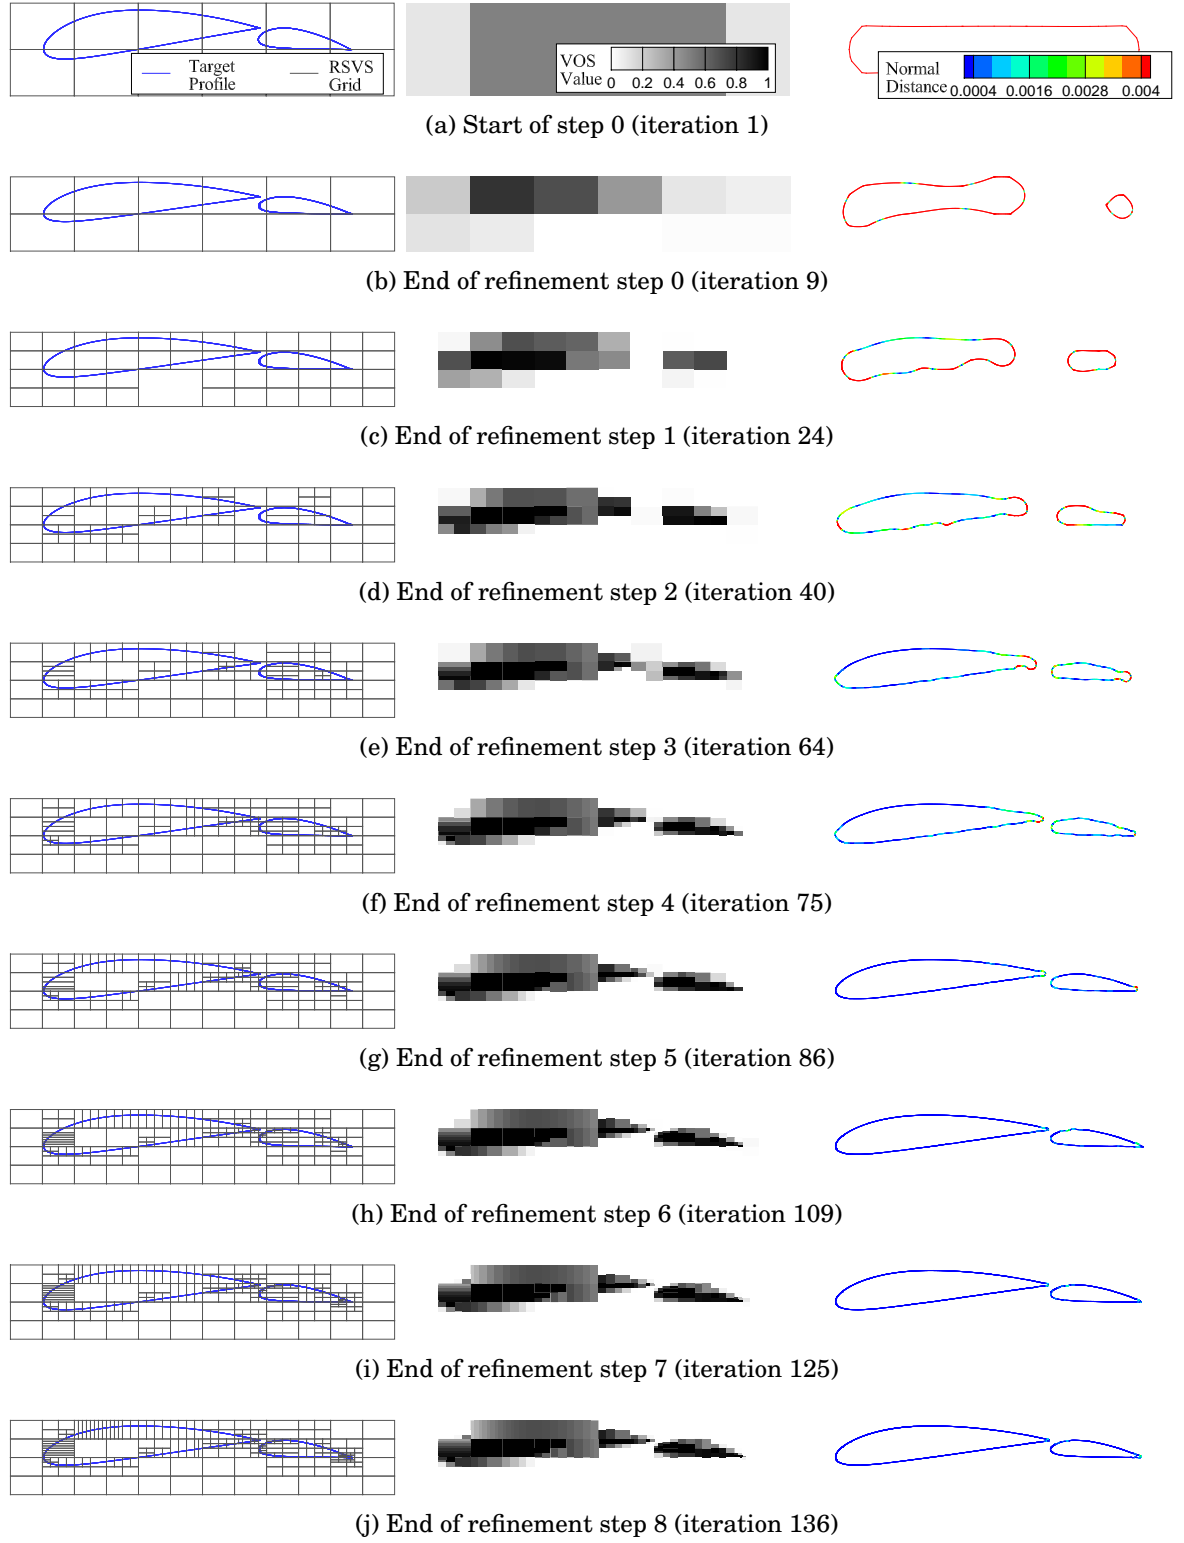 Target Profile
RSVS Grid
VOS Value
0 0.2 0.4 0.6 0.8 1
Normal Distance
0.0004 0.0016 0.0028 0.004
(a) Start of step 0 (iteration 1)
(b) End of refinement step 0 (iteration 9)
(c) End of refinement step 1 (iteration 24)
(d) End of refinement step 2 (iteration 40)
(e) End of refinement step 3 (iteration 64)
(f) End of refinement step 4 (iteration 75)
(g) End of refinement step 5 (iteration 86)
(h) End of refinement step 6 (iteration 109)
(i) End of refinement step 7 (iteration 125)
(j) End of refinement step 8 (iteration 136)